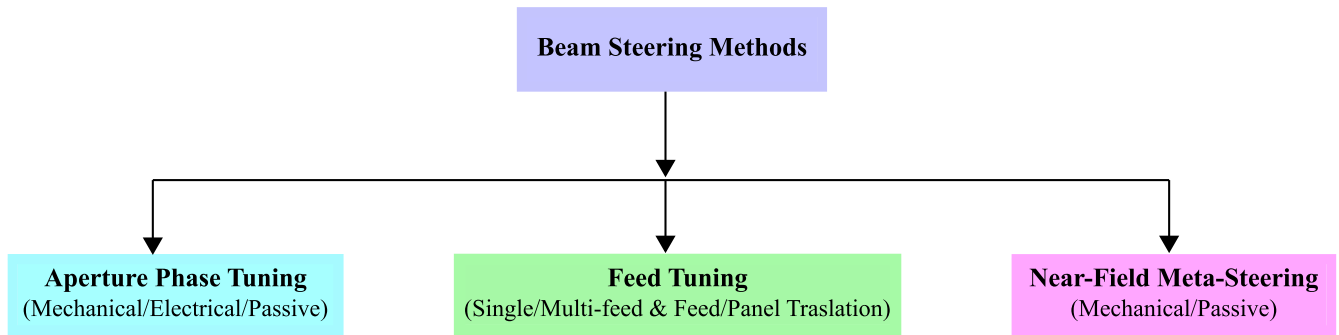 Beam Steering Methods
Aperture Phase Tuning
(Mechanical/Electrical/Passive)
Feed Tuning
(Single/Multi-feed & Feed/Panel Traslation)
Near-Field Meta-Steering
(Mechanical/Passive)